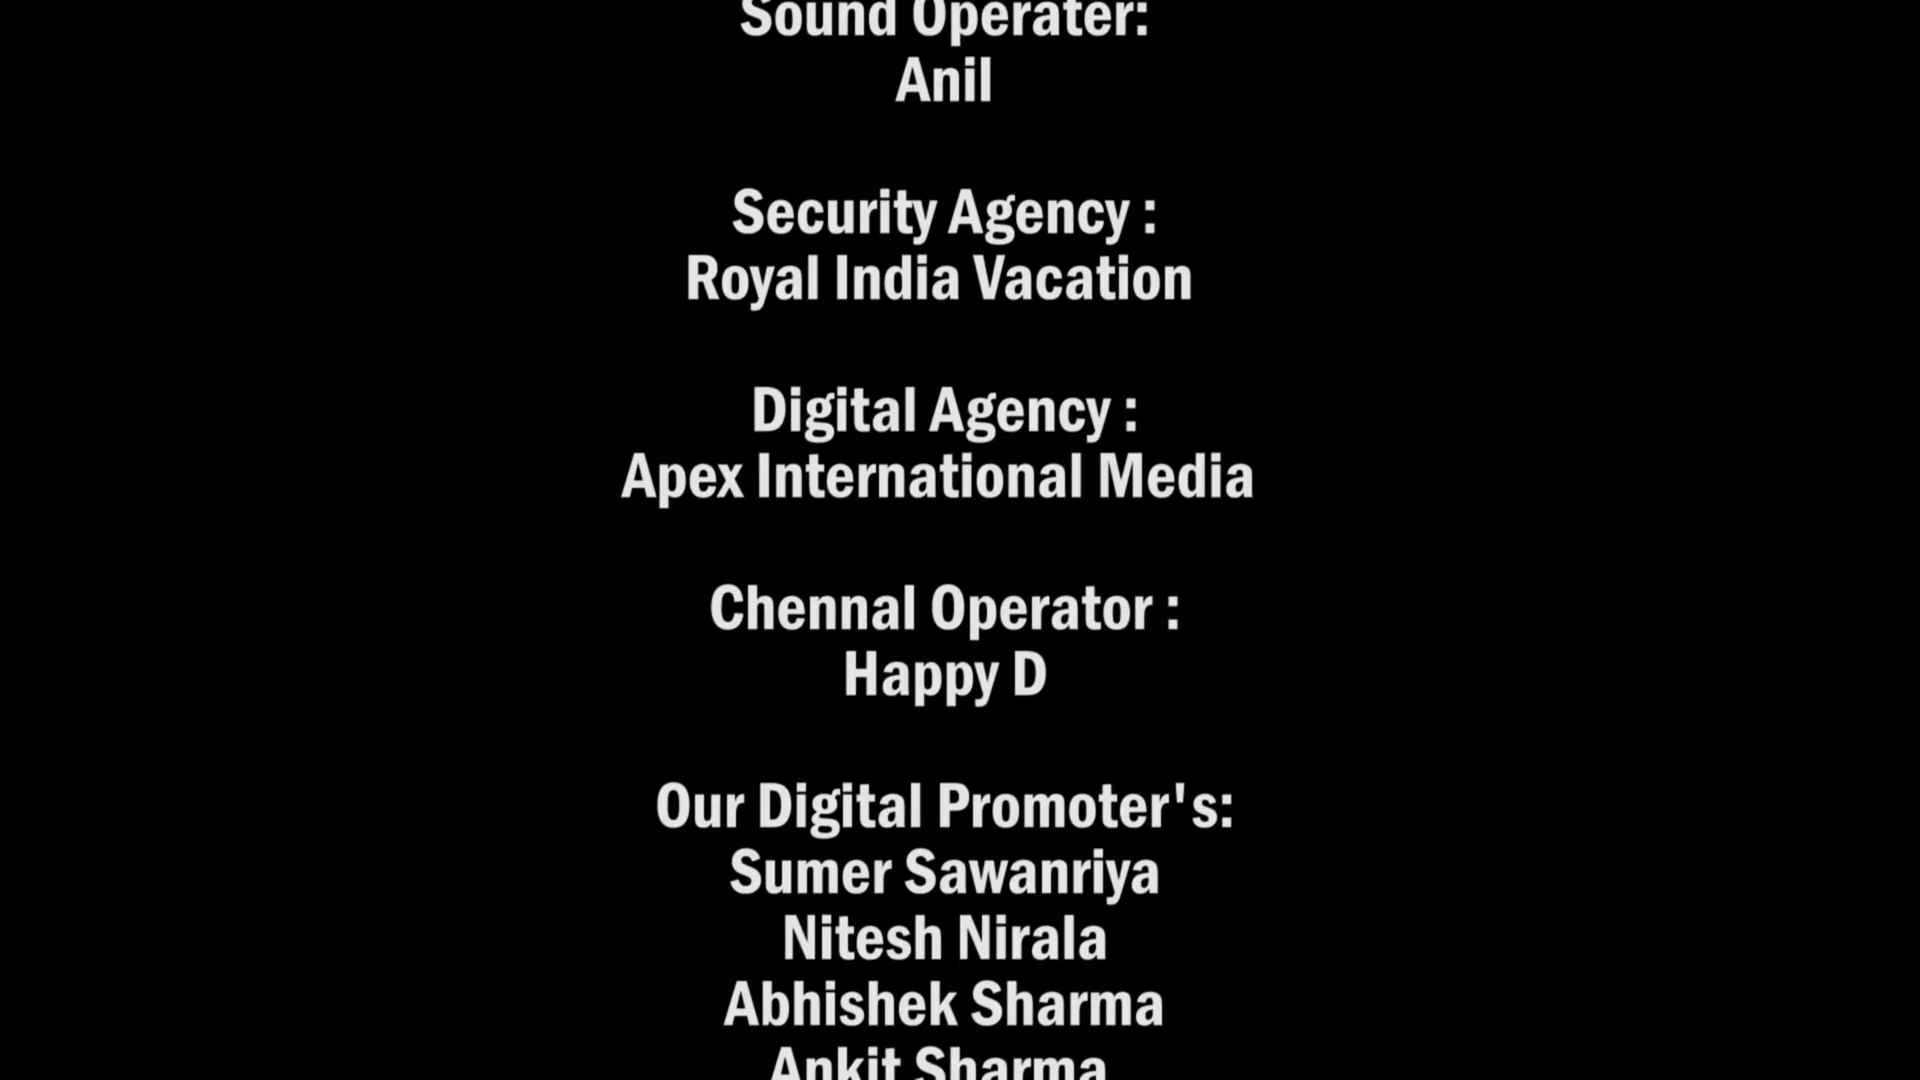 Sound Operater:
Anil
Security Agency :
Royal India Vacation
Digital Agency :
Apex International Media
Chennal Operator :
Happy D
Our Digital Promoter's:
Sumer Sawanriya
Nitesh Nirala
Abhishek Sharma
Ankit Sharma